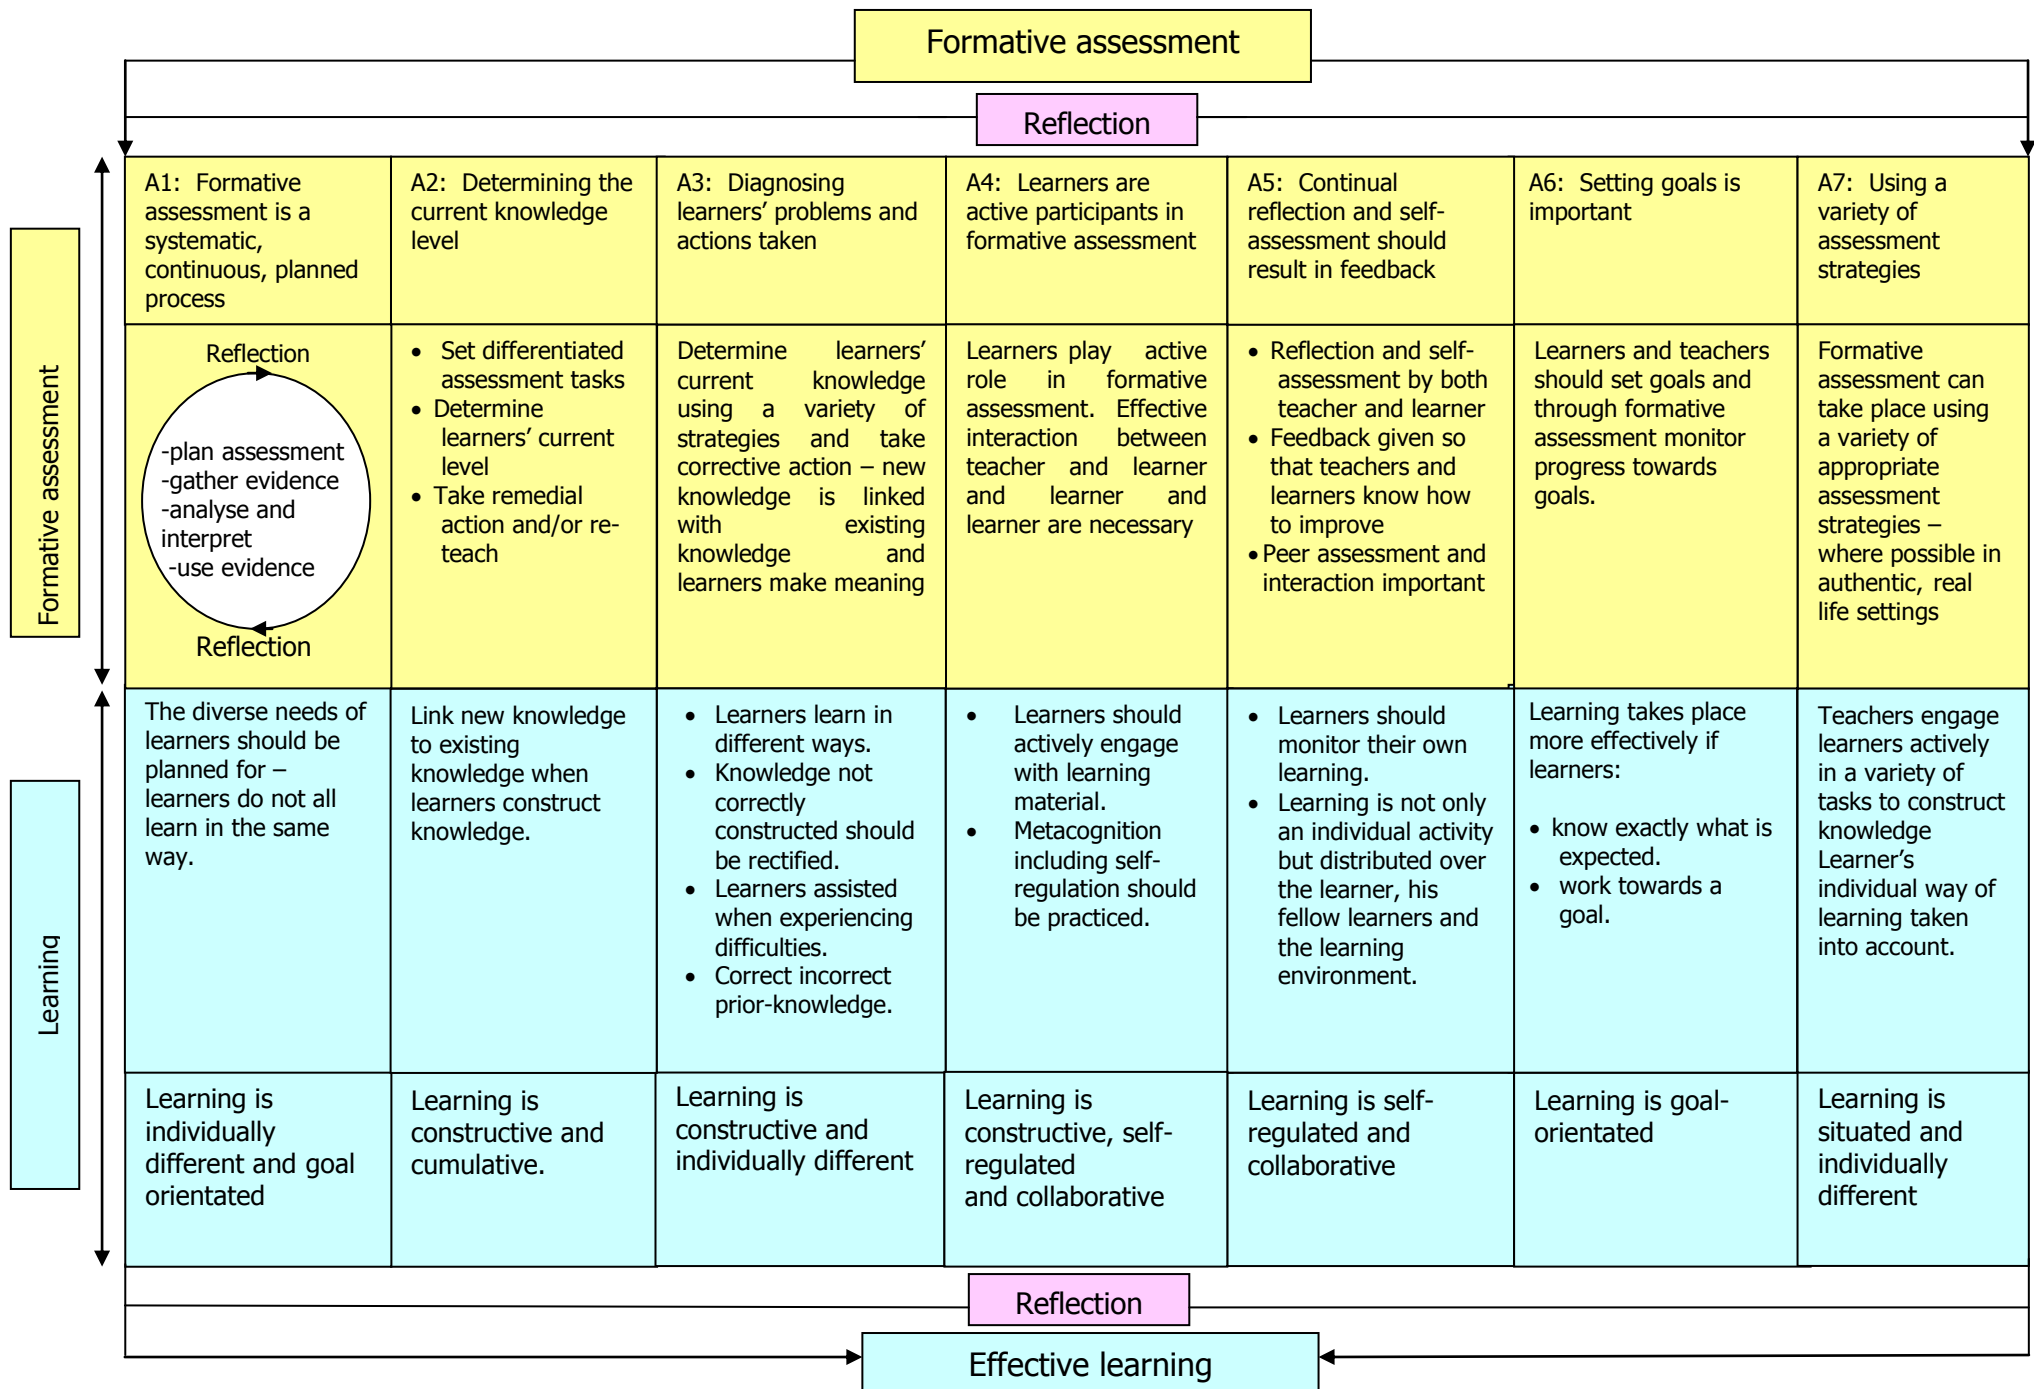 Formative assessment
Reflection
A1:  Formative
assessment is a
systematic,
continuous, planned
process
A2:  Determining the
current knowledge
level
A3:  Diagnosing
learners’ problems and
actions taken
A4:  Learners are
active participants in
formative assessment
A5:  Continual
reflection and self-
assessment should
result in feedback
A6:  Setting goals is
important
A7:  Using a
variety of
assessment
strategies
Formative assessment
Reflection
-plan assessment
-gather evidence
-analyse and
interpret
-use evidence
Reflection
• Set differentiated
assessment tasks
• Determine
learners’ current
level
• Take remedial
action and/or re-
teach
Determine learners’
current knowledge
using a variety of
strategies and take
corrective action – new
knowledge is linked
with existing
knowledge and
learners make meaning
Learners play active
role in formative
assessment. Effective
interaction between
teacher and learner
and learner and
learner are necessary
• Reflection and self-
assessment by both
teacher and learner
• Feedback given so
that teachers and
learners know how
to improve
• Peer assessment and
interaction important
Learners and teachers
should set goals and
through formative
assessment monitor
progress towards
goals.
Formative
assessment can
take place using
a variety of
appropriate
assessment
strategies –
where possible in
authentic, real
life settings
Learning
The diverse needs of
learners should be
planned for –
learners do not all
learn in the same
way.
Link new knowledge
to existing
knowledge when
learners construct
knowledge.
• Learners learn in
different ways.
• Knowledge not
correctly
constructed should
be rectified.
• Learners assisted
when experiencing
difficulties.
• Correct incorrect
prior-knowledge.
• Learners should
actively engage
with learning
material.
• Metacognition
including self-
regulation should
be practiced.
• Learners should
monitor their own
learning.
• Learning is not only
an individual activity
but distributed over
the learner, his
fellow learners and
the learning
environment.
Learning takes place
more effectively if
learners:
• know exactly what is
expected.
• work towards a
goal.
Teachers engage
learners actively
in a variety of
tasks to construct
knowledge
Learner’s
individual way of
learning taken
into account.
Learning is
individually
different and goal
orientated
Learning is
constructive and
cumulative.
Learning is
constructive and
individually different
Learning is
constructive, self-
regulated
and collaborative
Learning is self-
regulated and
collaborative
Learning is goal-
orientated
Learning is
situated and
individually
different
Reflection
Effective learning